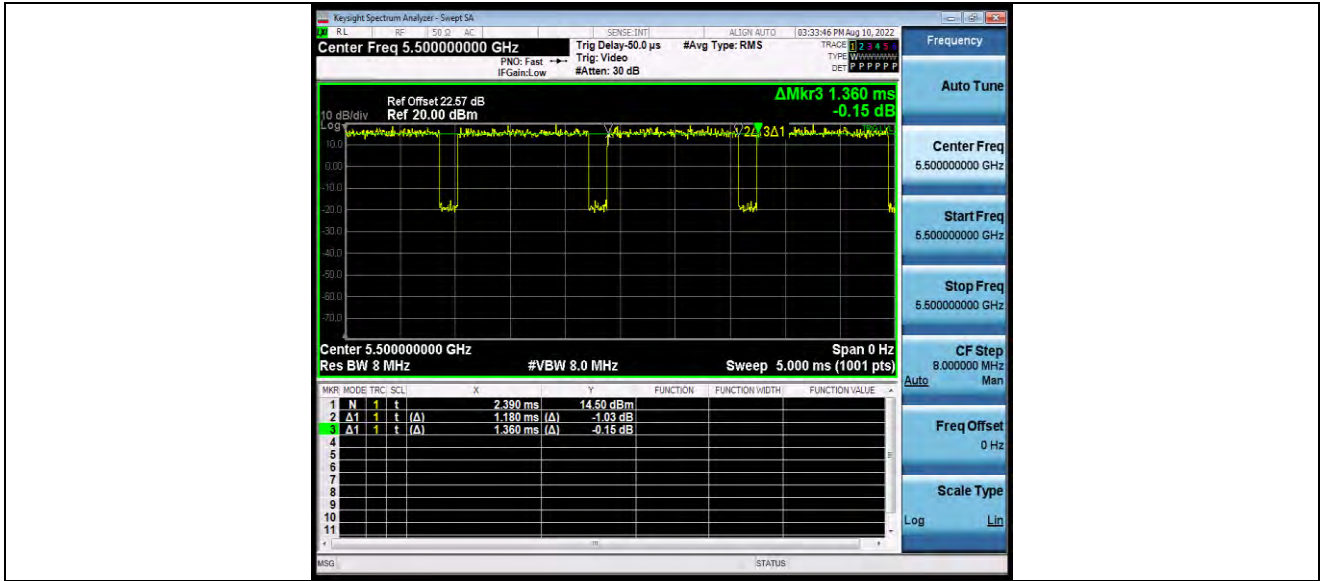 Keysight Spectrum Analyzer - Swept SA
RL RF 50 Ω AC SENSE:INT ALIGN AUTO 03:33:46 PM Aug 10, 2022
Center Freq 5.500000000 GHz
Trig Delay-50.0 µs #Avg Type: RMS
TRACE 1 2 3 4 5 6
PNO: Fast Trig: Video
TYPE W
IFGain:Low #Atten: 30 dB
DET P P P P P P
ΔMkr3 1.360 ms
-0.15 dB
Ref Offset 22.57 dB
10 dB/div Ref 20.00 dBm
Log
2Δ1 3Δ1
10.0
0.00
-10.0
-20.0
-30.0
-40.0
-50.0
-60.0
-70.0
Center 5.500000000 GHz Span 0 Hz
Res BW 8 MHz #VBW 8.0 MHz Sweep 5.000 ms (1001 pts)
MKR MODE TRC SCL X Y FUNCTION FUNCTION WIDTH FUNCTION VALUE
1 N 1 t 2.390 ms 14.50 dBm
2 Δ1 1 t (Δ) 1.180 ms (Δ) -1.03 dB
3 Δ1 1 t (Δ) 1.360 ms (Δ) -0.15 dB
4
5
6
7
8
9
10
11
MSG STATUS
Frequency
Auto Tune
Center Freq
5.500000000 GHz
Start Freq
5.500000000 GHz
Stop Freq
5.500000000 GHz
CF Step
8.000000 MHz
Auto Man
Freq Offset
0 Hz
Scale Type
Log Lin